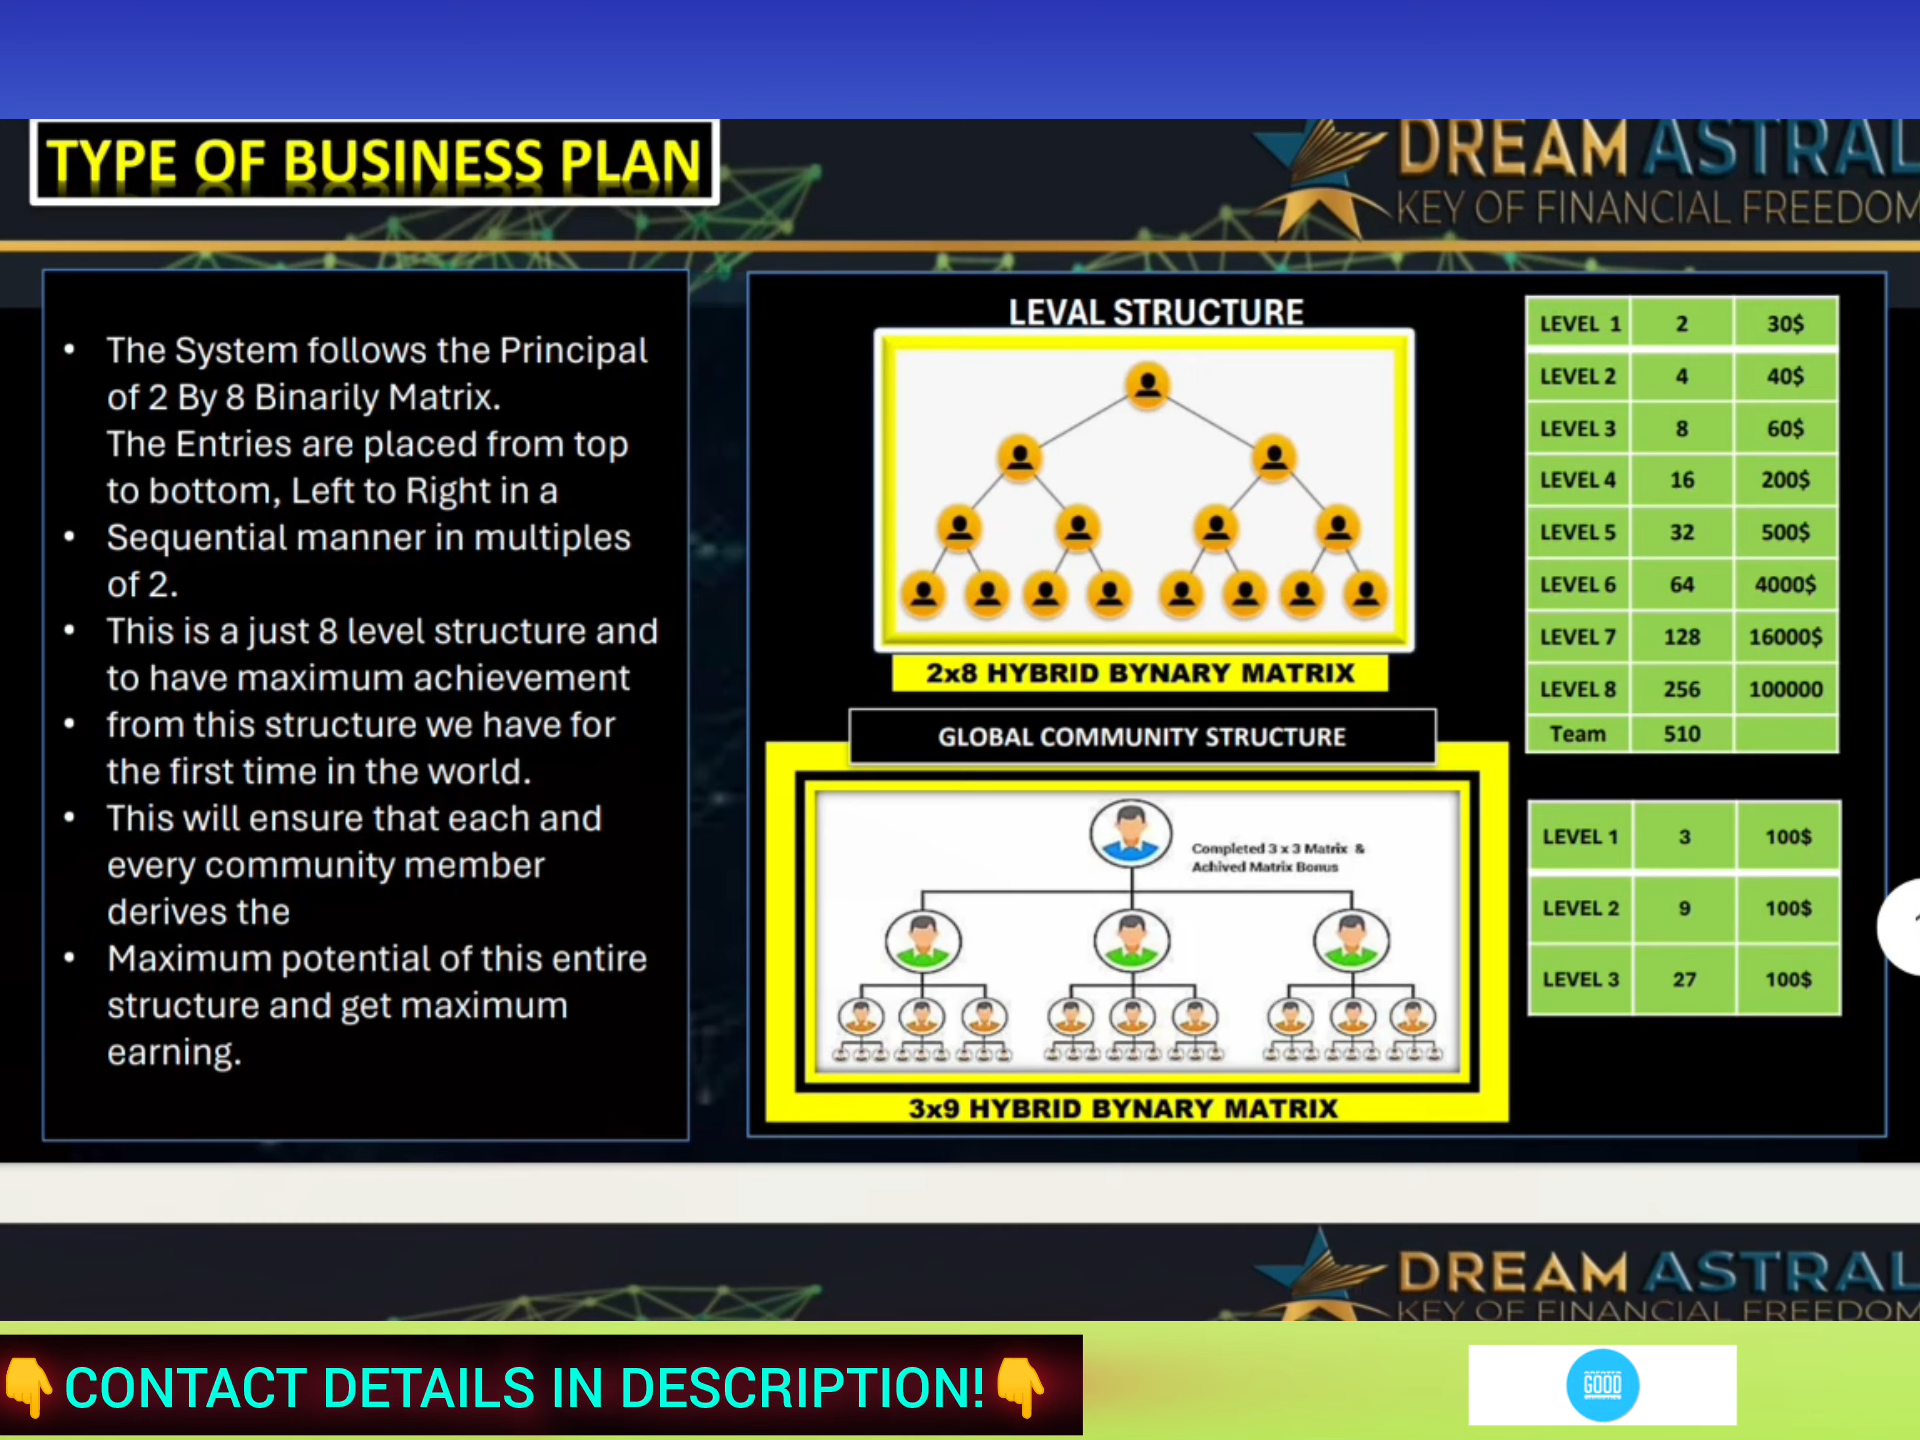 TYPE OF BUSINESS PLAN
DREAM ASTRAL
KEY OF FINANCIAL FREEDOM
• The System follows the Principal
of 2 By 8 Binarily Matrix.
The Entries are placed from top
to bottom, Left to Right in a
• Sequential manner in multiples
of 2.
• This is a just 8 level structure and
to have maximum achievement
• from this structure we have for
the first time in the world.
• This will ensure that each and
every community member
derives the
• Maximum potential of this entire
structure and get maximum
earning.
LEVAL STRUCTURE
2x8 HYBRID BYNARY MATRIX
GLOBAL COMMUNITY STRUCTURE
Completed 3 x 3 Matrix &
Achived Matrix Bonus
3x9 HYBRID BYNARY MATRIX
LEVEL 1 2 30$
LEVEL 2 4 40$
LEVEL 3 8 60$
LEVEL 4 16 200$
LEVEL 5 32 500$
LEVEL 6 64 4000$
LEVEL 7 128 16000$
LEVEL 8 256 100000
Team 510
LEVEL 1 3 100$
LEVEL 2 9 100$
LEVEL 3 27 100$
DREAM ASTRAL
KEY OF FINANCIAL FREEDOM
👇CONTACT DETAILS IN DESCRIPTION!👇
GOOD